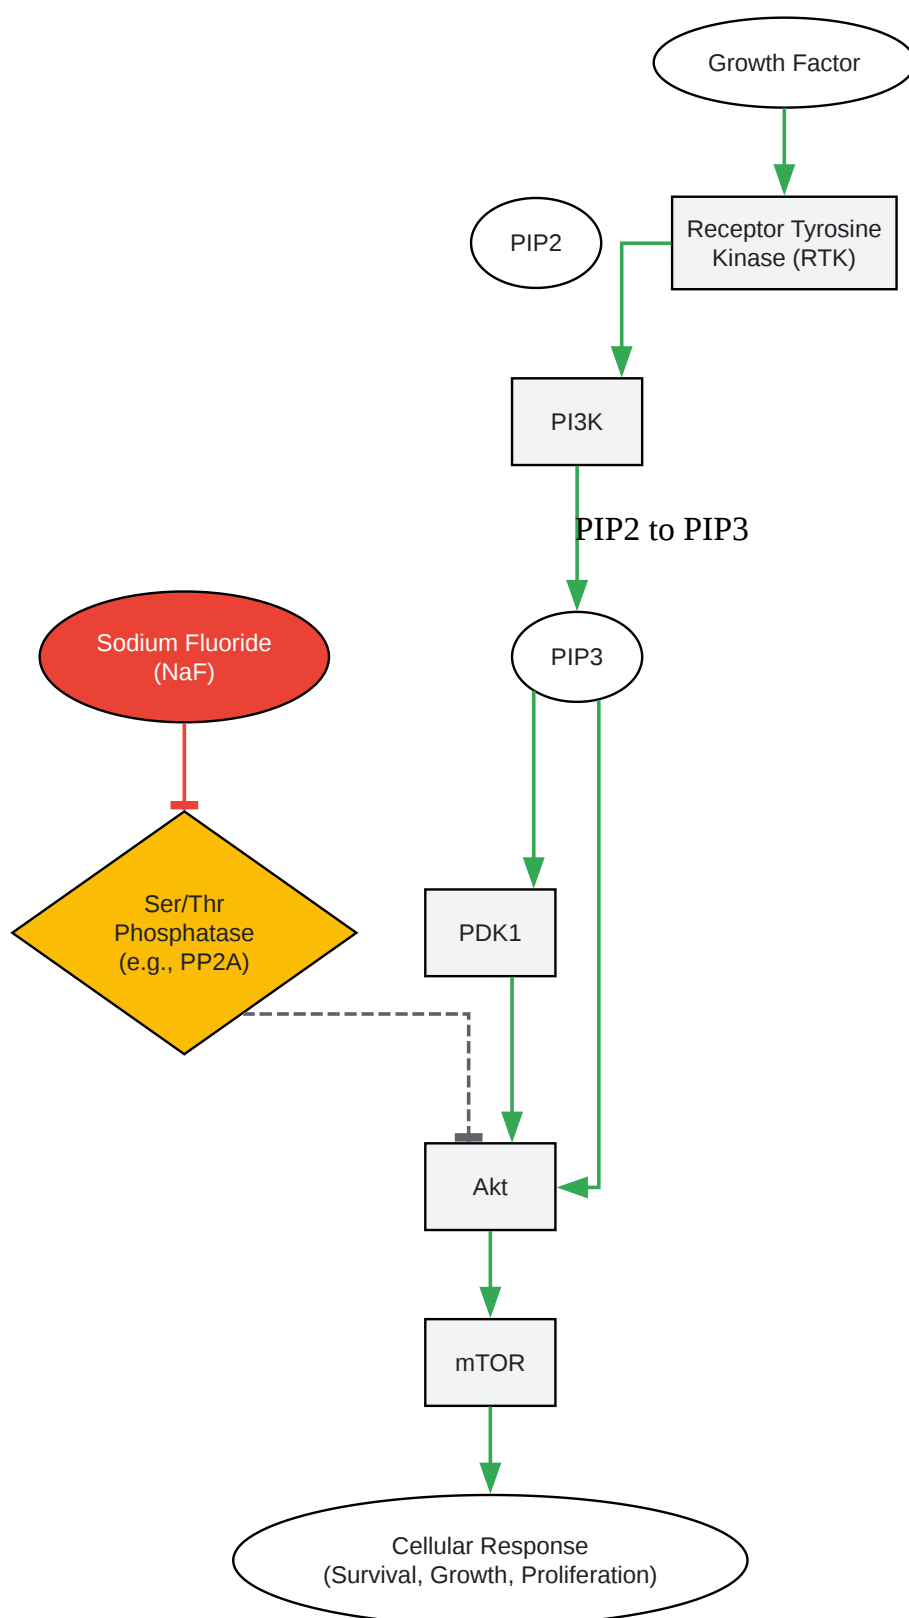 Growth Factor
PIP2
Receptor Tyrosine
Kinase (RTK)
PI3K
PIP2 to PIP3
Sodium Fluoride
(NaF)
PIP3
Ser/Thr
Phosphatase
(e.g., PP2A)
PDK1
Akt
mTOR
Cellular Response
(Survival, Growth, Proliferation)